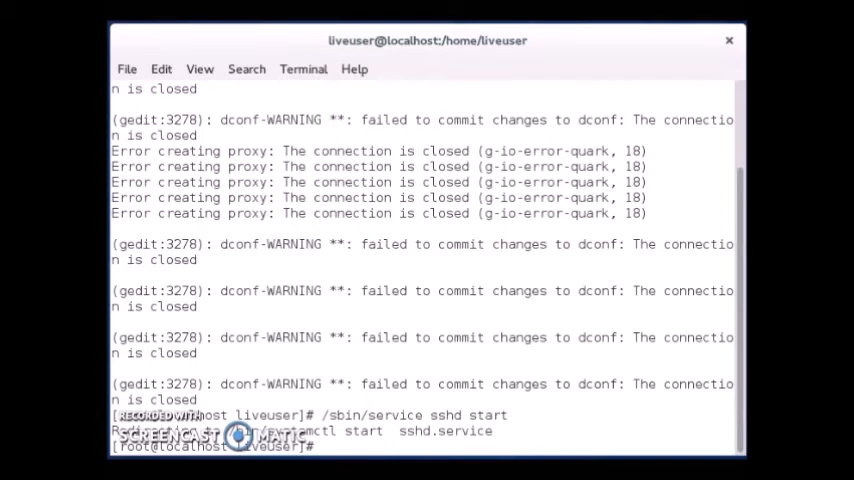 liveuser@localhost:/home/liveuser
File Edit View Search Terminal Help
n is closed
(gedit:3278): dconf-WARNING **: failed to commit changes to dconf: The connectio
n is closed
Error creating proxy: The connection is closed (g-io-error-quark, 18)
Error creating proxy: The connection is closed (g-io-error-quark, 18)
Error creating proxy: The connection is closed (g-io-error-quark, 18)
Error creating proxy: The connection is closed (g-io-error-quark, 18)
Error creating proxy: The connection is closed (g-io-error-quark, 18)
(gedit:3278): dconf-WARNING **: failed to commit changes to dconf: The connectio
n is closed
(gedit:3278): dconf-WARNING **: failed to commit changes to dconf: The connectio
n is closed
(gedit:3278): dconf-WARNING **: failed to commit changes to dconf: The connectio
n is closed
(gedit:3278): dconf-WARNING **: failed to commit changes to dconf: The connectio
n is closed
liveuser]# /sbin/service sshd start
RECORDED WITH
start sshd.service
SCREENCAST MATIC
[root@localhost liveuser]#